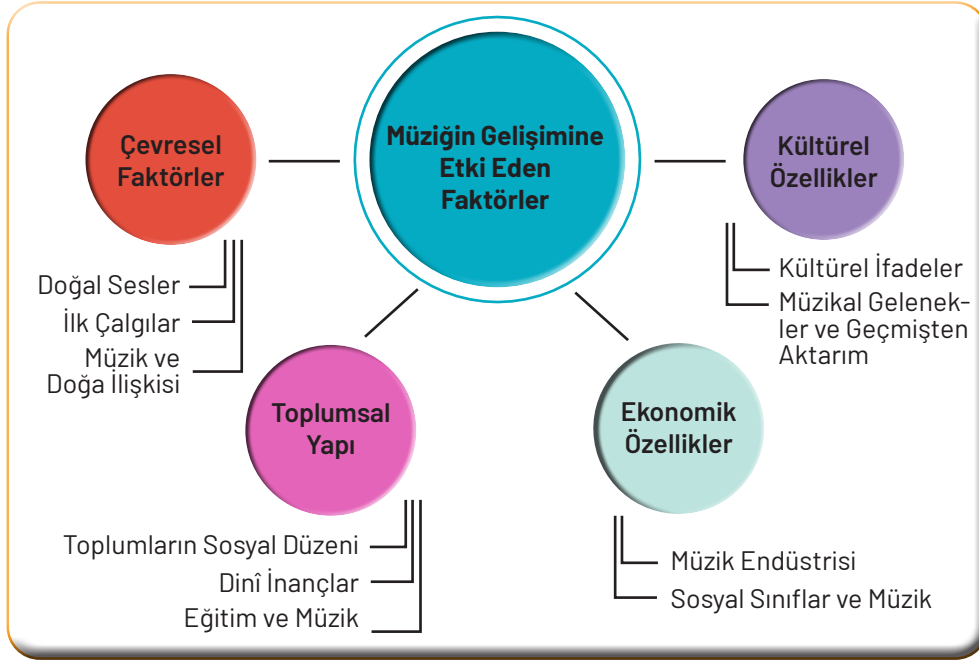 Müziğin Gelişimine
Etki Eden
Faktörler
Çevresel
Faktörler
Doğal Sesler
İlk Çalgılar
Müzik ve
Doğa İlişkisi
Toplumsal
Yapı
Toplumların Sosyal Düzeni
Dinî İnançlar
Eğitim ve Müzik
Ekonomik
Özellikler
Müzik Endüstrisi
Sosyal Sınıflar ve Müzik
Kültürel
Özellikler
Kültürel İfadeler
Müzikal Gelenek-
ler ve Geçmişten
Aktarım